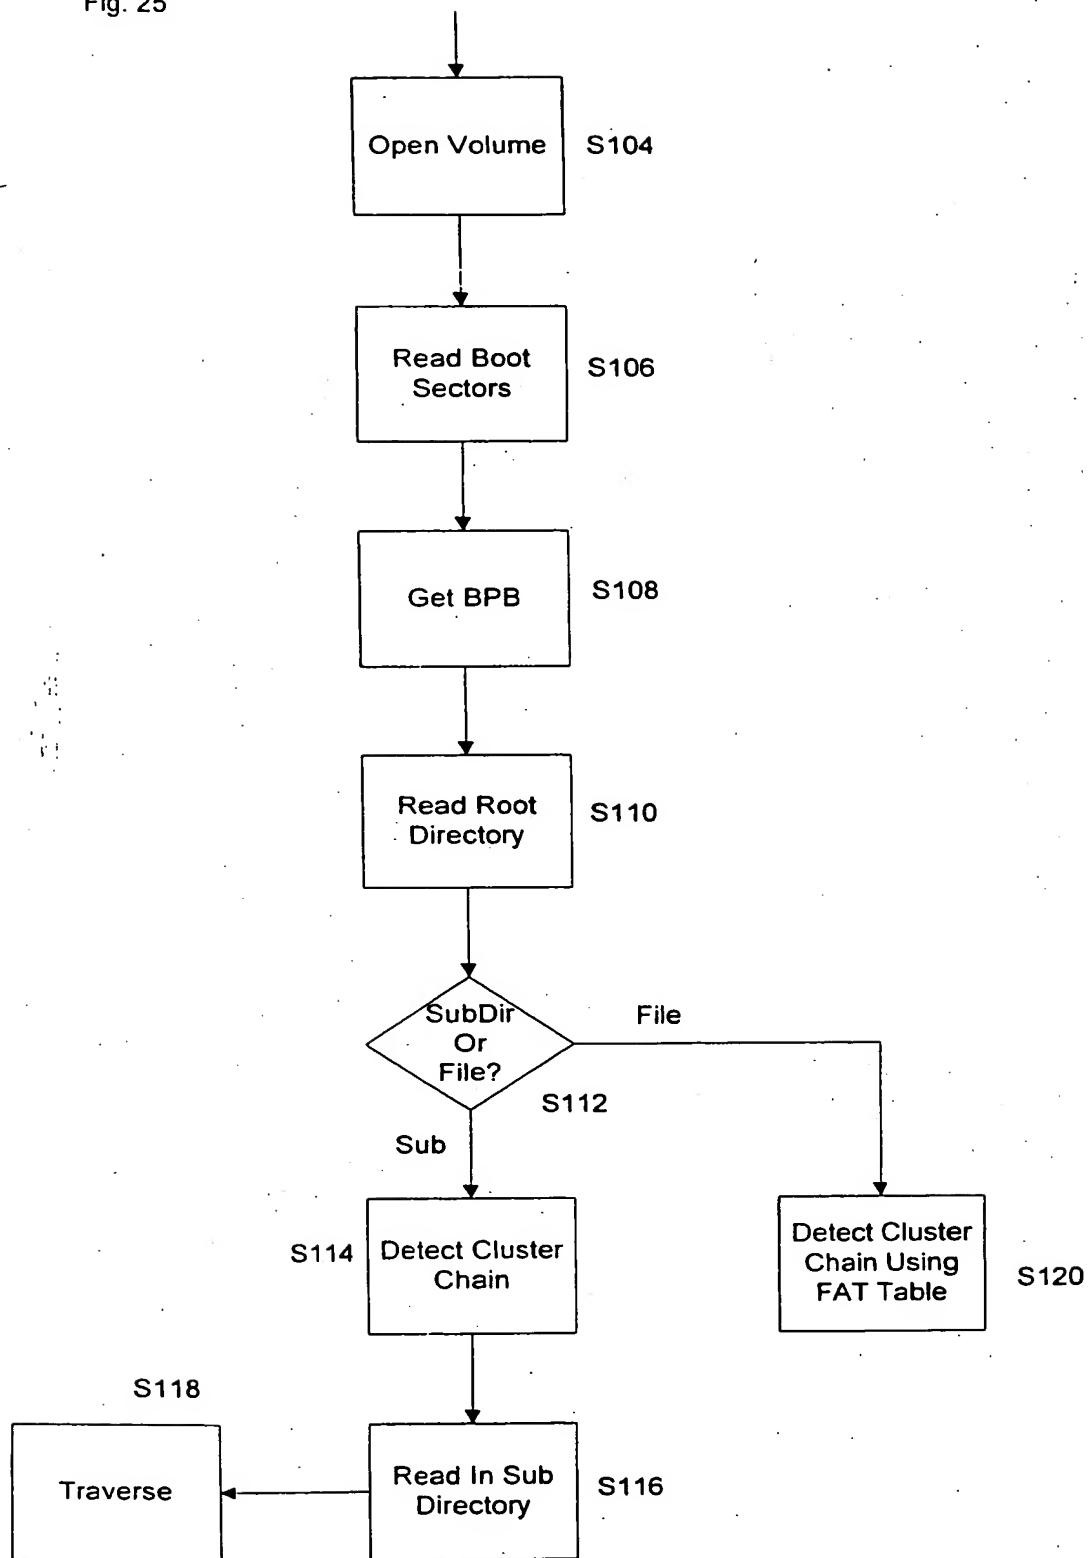 Fig. 25
Open Volume
S104
Read Boot
Sectors
S106
Get BPB
S108
Read Root
Directory
S110
SubDir
Or
File?
File
S112
Sub
S114
Detect Cluster
Chain
Detect Cluster
Chain Using
FAT Table
S120
S118
Traverse
Read In Sub
Directory
S116